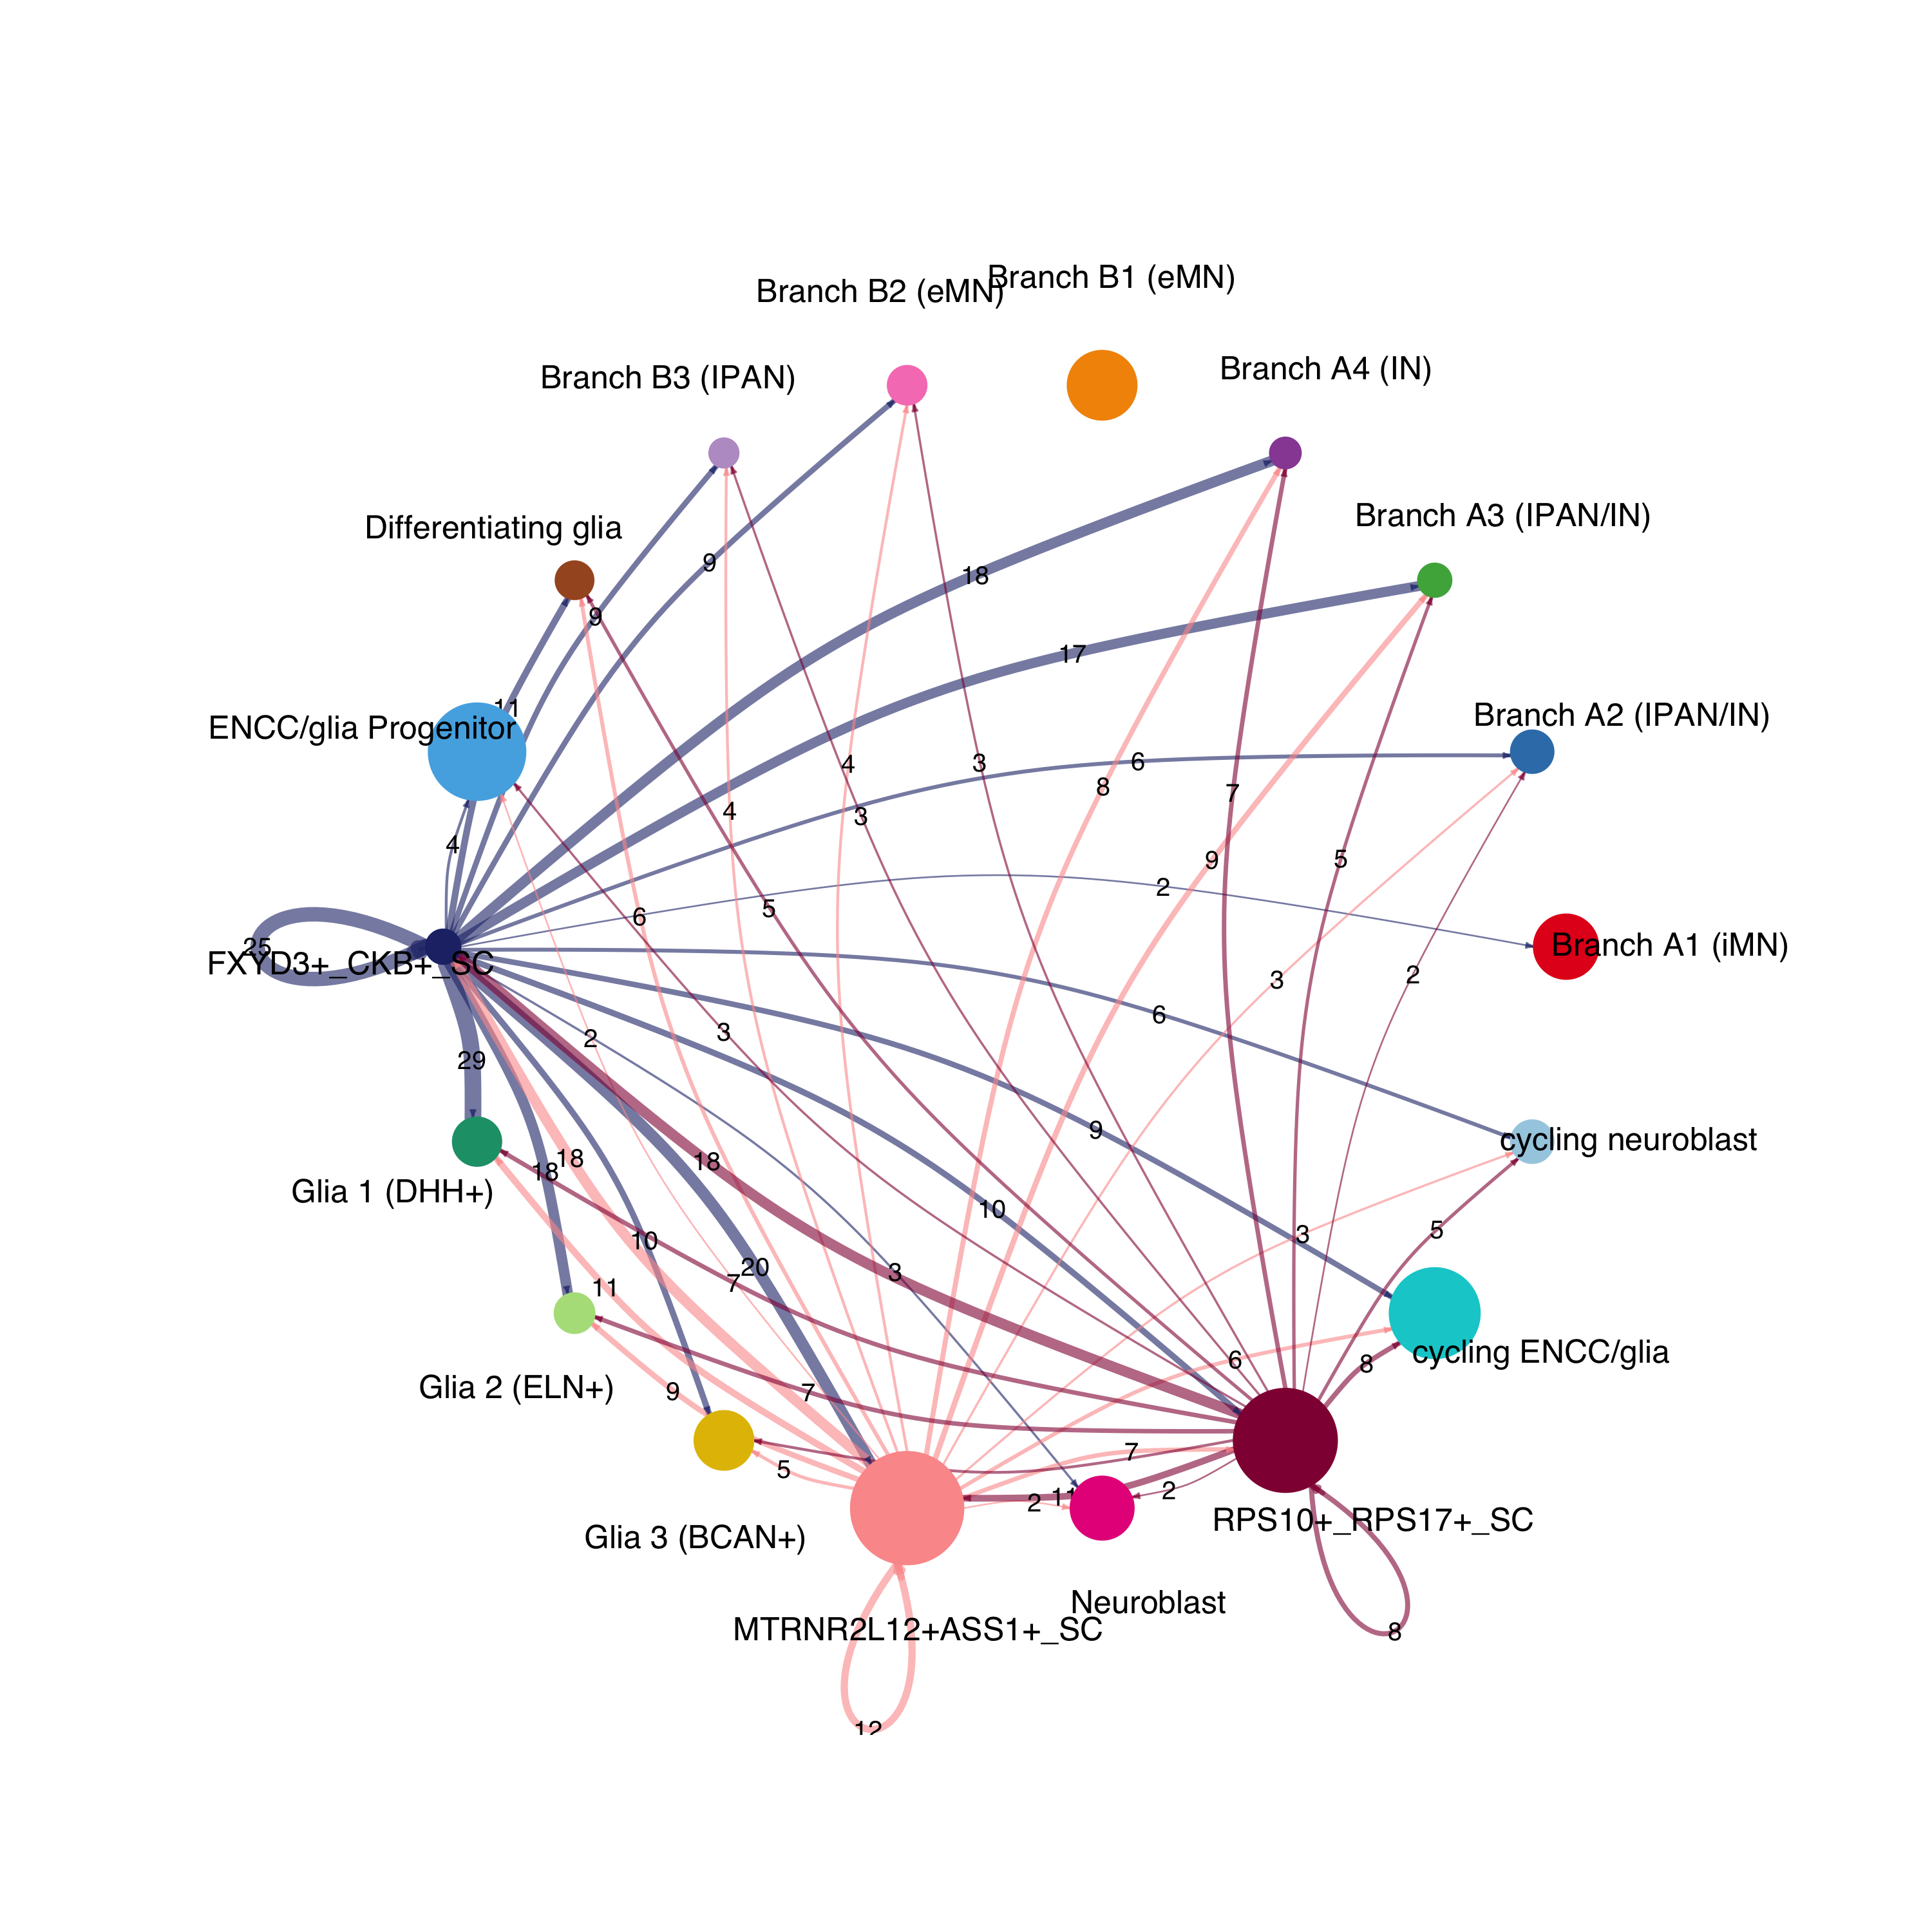 Branch B1 (eMN)
Branch B2 (eMN)
Branch A4 (IN)
Branch B3 (IPAN)
Branch A3 (IPAN/IN)
Differentiating glia
9
18
9
17
11
Branch A2 (IPAN/IN)
ENCC/glia Progenitor
4
3
6
8
7
4
3
4
9
5
2
6
5
25
Branch A1 (iMN)
FXYD3+_CKB+_SC
3
2
6
3
2
29
9
cycling neuroblast
18
18
18
Glia 1 (DHH+)
10
5
3
10
20
3
7
11
cycling ENCC/glia
6
8
Glia 2 (ELN+)
9
7
7
5
2
11
2
RPS10+_RPS17+_SC
Glia 3 (BCAN+)
Neuroblast
MTRNR2L12+ASS1+_SC
8
12